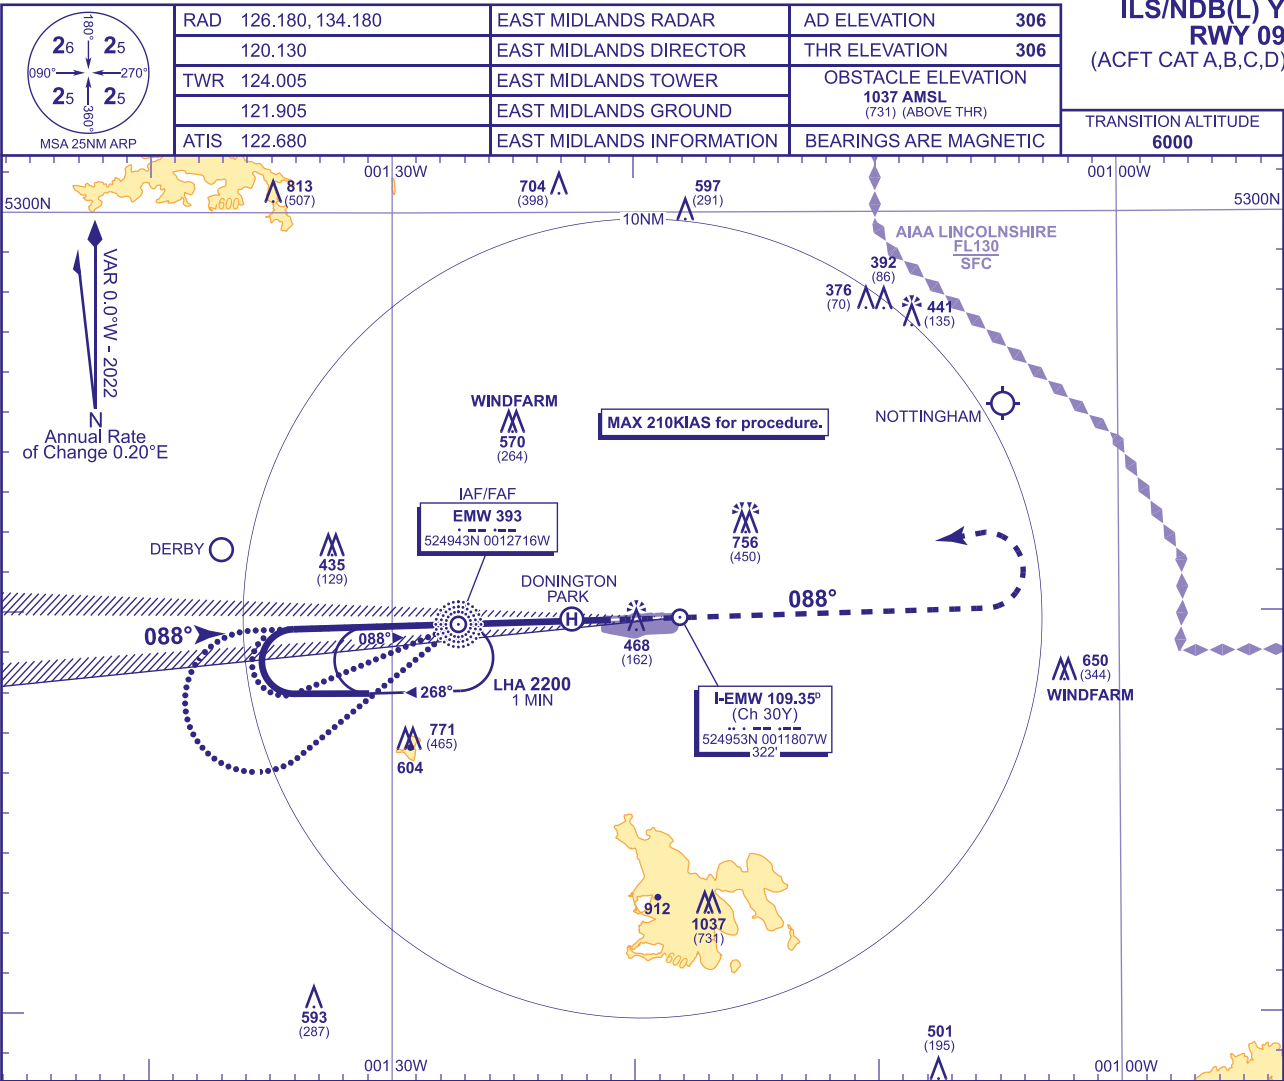 180°
26 25
090° 270°
25 25
360°
MSA 25NM ARP
RAD 126.180, 134.180 EAST MIDLANDS RADAR
120.130 EAST MIDLANDS DIRECTOR
TWR 124.005 EAST MIDLANDS TOWER
121.905 EAST MIDLANDS GROUND
ATIS 122.680 EAST MIDLANDS INFORMATION
AD ELEVATION 306
THR ELEVATION 306
OBSTACLE ELEVATION
1037 AMSL
(731) (ABOVE THR)
BEARINGS ARE MAGNETIC
ILS/NDB(L) Y
RWY 09
(ACFT CAT A,B,C,D)
TRANSITION ALTITUDE
6000
001 30W
001 00W
5300N
5300N
600
813
(507)
704
(398)
597
(291)
10NM
AIAA LINCOLNSHIRE
FL130
SFC
392
(86)
376
(70)
441
(135)
VAR 0.0°W - 2022
N
Annual Rate
of Change 0.20°E
WINDFARM
570
(264)
MAX 210KIAS for procedure.
NOTTINGHAM
IAF/FAF
EMW 393
524943N 0012716W
756
(450)
DERBY
435
(129)
DONINGTON
PARK
H
088°
088°
088°
468
(162)
268°
LHA 2200
1 MIN
650
(344)
WINDFARM
I-EMW 109.35D
(Ch 30Y)
524953N 0011807W
322'
771
(465)
604
912
1037
(731)
600
593
(287)
501
(195)
001 30W
001 00W